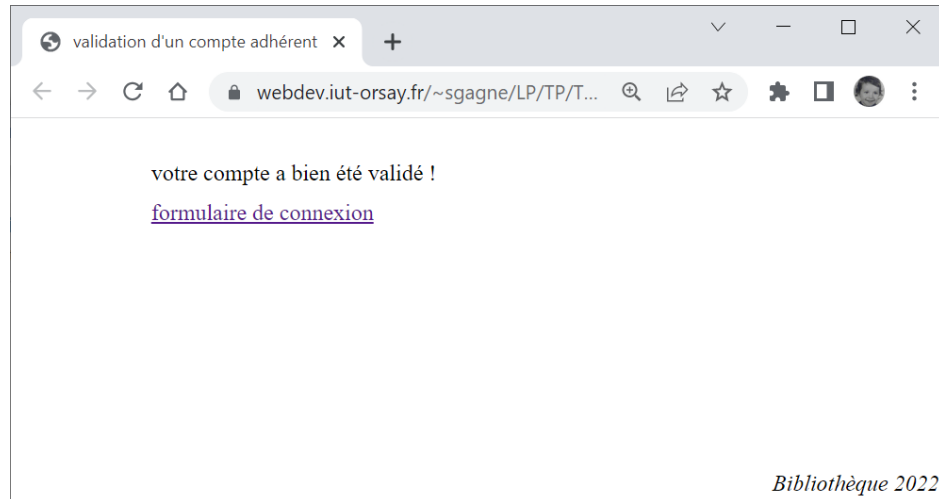 validation d'un compte adhérent
webdev.iut-orsay.fr/~sgagne/LP/TP/T...
votre compte a bien été validé !
formulaire de connexion
Bibliothèque 2022